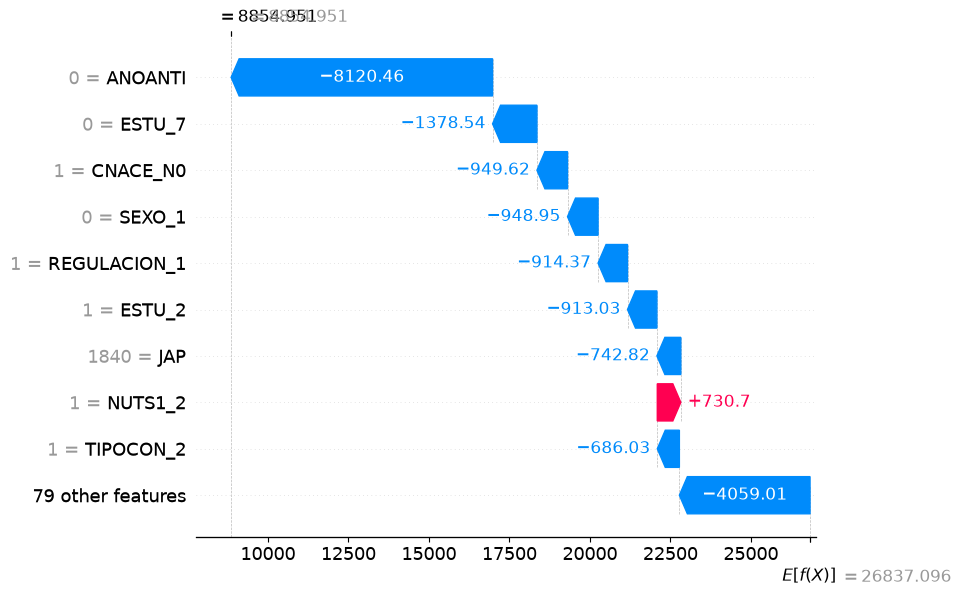 = 8854.951
0 = ANOANTI −8120.46
0 = ESTU_7 −1378.54
1 = CNACE_N0 −949.62
0 = SEXO_1 −948.95
1 = REGULACION_1 −914.37
1 = ESTU_2 −913.03
1840 = JAP −742.82
1 = NUTS1_2 +730.7
1 = TIPOCON_2 −686.03
79 other features −4059.01
10000 12500 15000 17500 20000 22500 25000
E[f(X)] = 26837.096